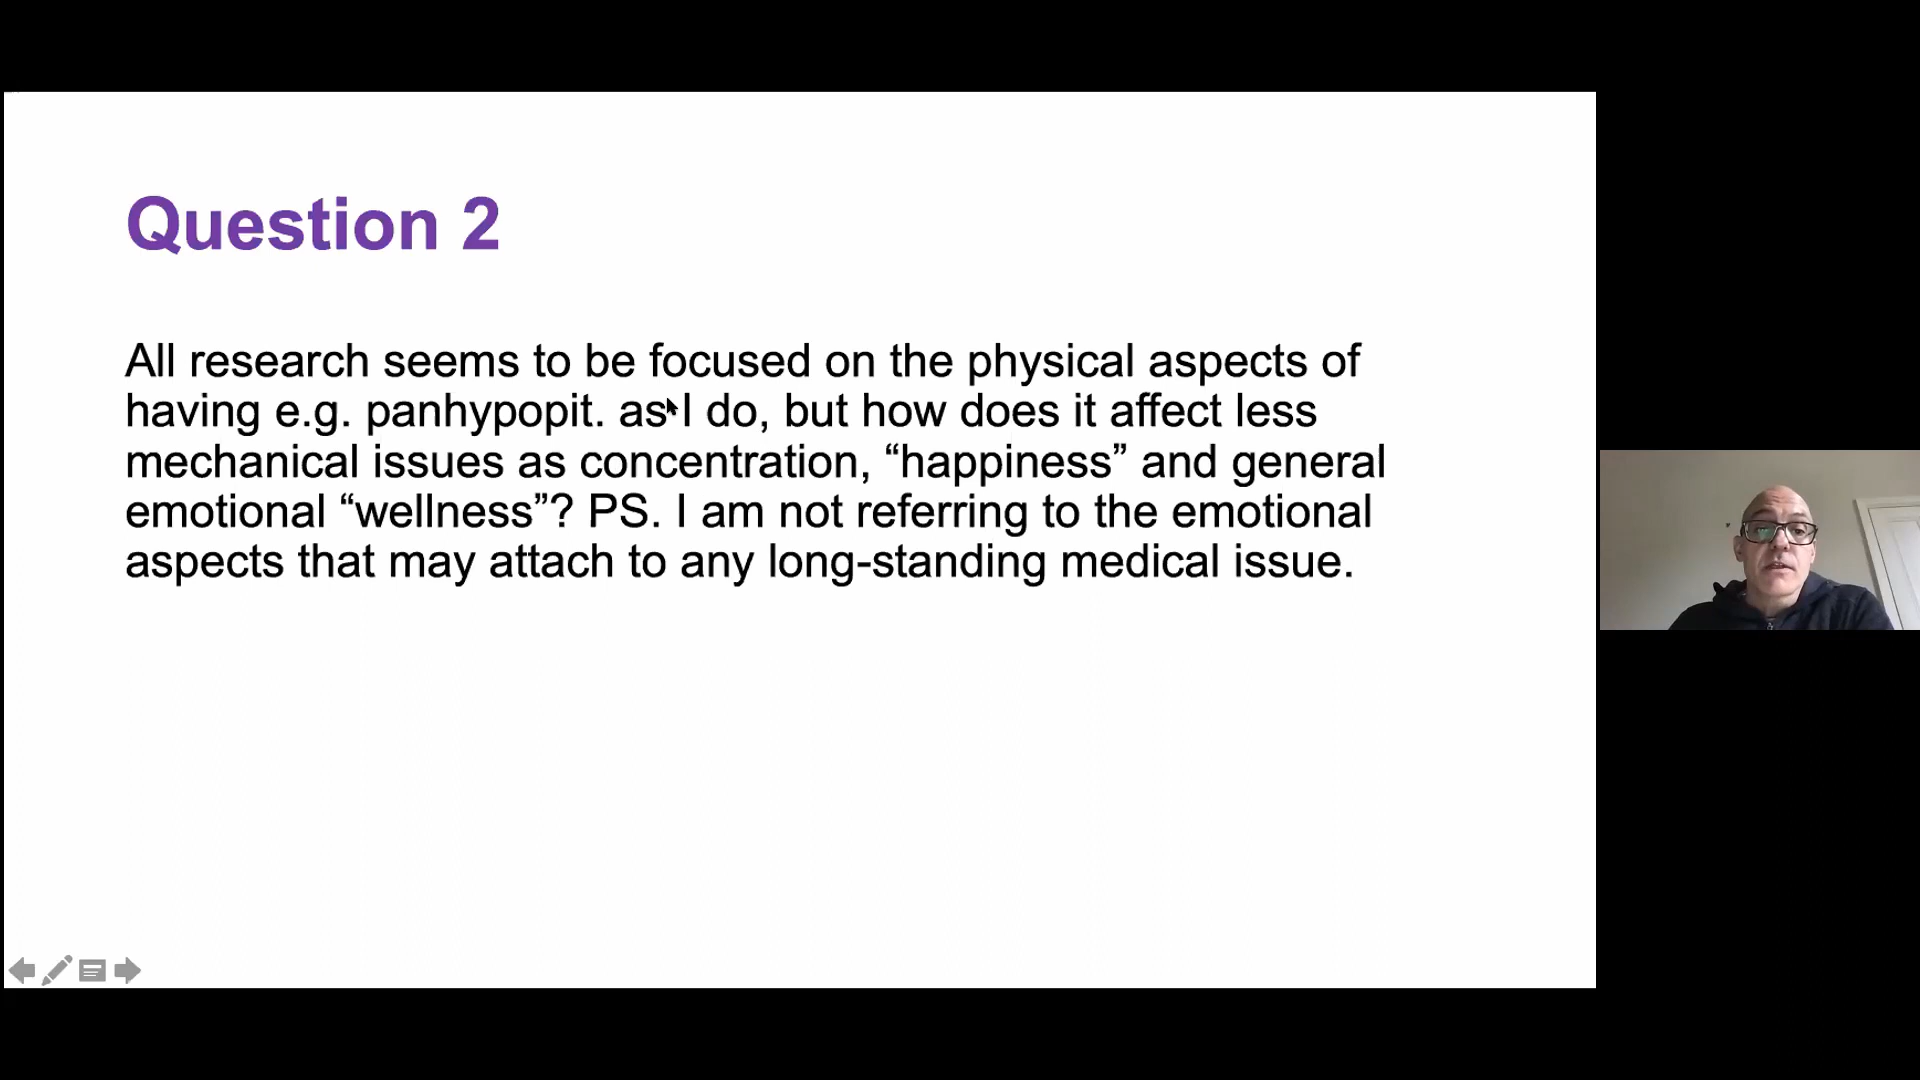 Question 2
All research seems to be focused on the physical aspects of
having e.g. panhypopit. as I do, but how does it affect less
mechanical issues as concentration, “happiness” and general
emotional “wellness”? PS. I am not referring to the emotional
aspects that may attach to any long-standing medical issue.